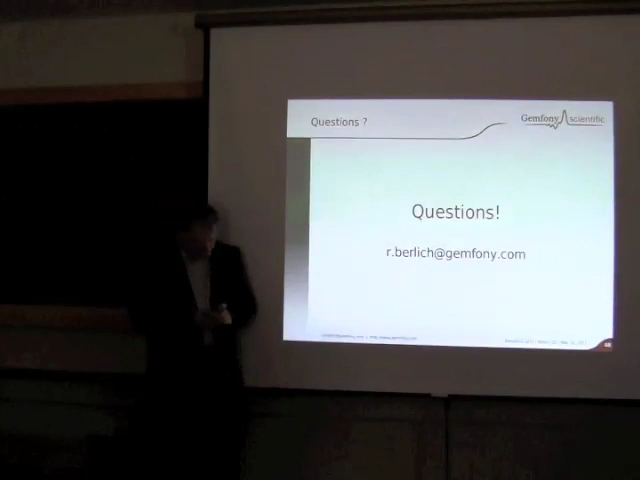 Questions ?
Gemfony scientific
Questions!
r.berlich@gemfony.com